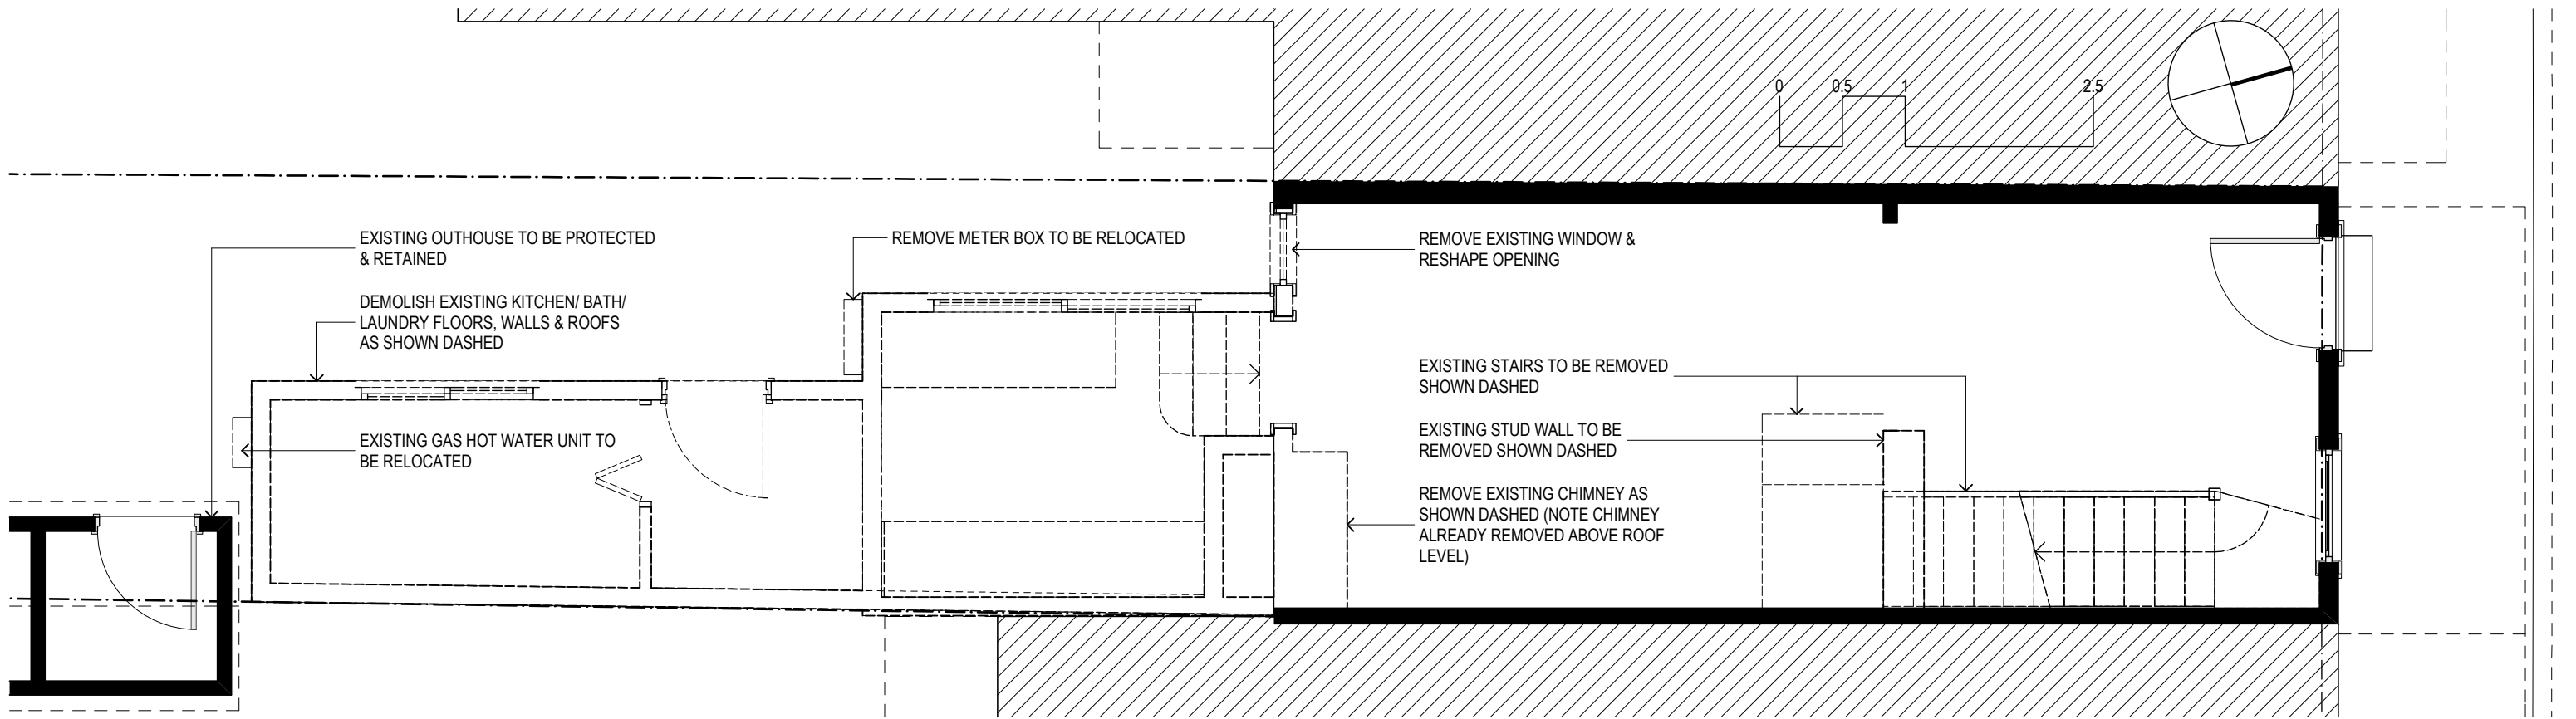 0 0.5 1 2.5
EXISTING OUTHOUSE TO BE PROTECTED
& RETAINED
DEMOLISH EXISTING KITCHEN/ BATH/
LAUNDRY FLOORS, WALLS & ROOFS
AS SHOWN DASHED
EXISTING GAS HOT WATER UNIT TO
BE RELOCATED
REMOVE METER BOX TO BE RELOCATED
REMOVE EXISTING WINDOW &
RESHAPE OPENING
EXISTING STAIRS TO BE REMOVED
SHOWN DASHED
EXISTING STUD WALL TO BE
REMOVED SHOWN DASHED
REMOVE EXISTING CHIMNEY AS
SHOWN DASHED (NOTE CHIMNEY
ALREADY REMOVED ABOVE ROOF
LEVEL)